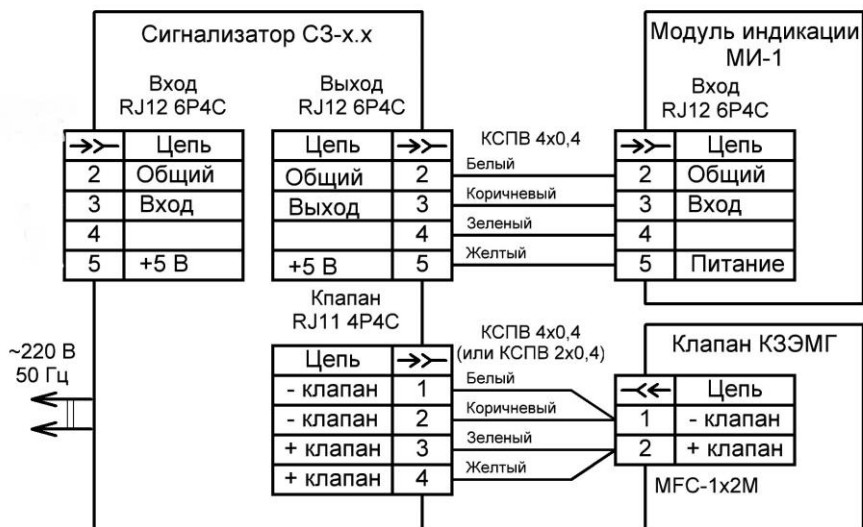 Сигнализатор СЗ-х.х
Вход
RJ12 6P4C
Цепь
2 Общий
3 Вход
4
5 +5 В
Выход
RJ12 6P4C
Цепь
Общий 2
Выход 3
4
+5 В 5
КСПВ 4х0,4
Белый
Коричневый
Зеленый
Желтый
Модуль индикации
МИ-1
Вход
RJ12 6P4C
Цепь
2 Общий
3 Вход
4
5 Питание
~220 В
50 Гц
Кпапан
RJ11 4P4C
Цепь
- клапан 1
- клапан 2
+ клапан 3
+ клапан 4
КСПВ 4х0,4
(или КСПВ 2х0,4)
Белый
Коричневый
Зеленый
Желтый
Клапан КЗЭМГ
Цепь
1 - клапан
2 + клапан
MFC-1x2M